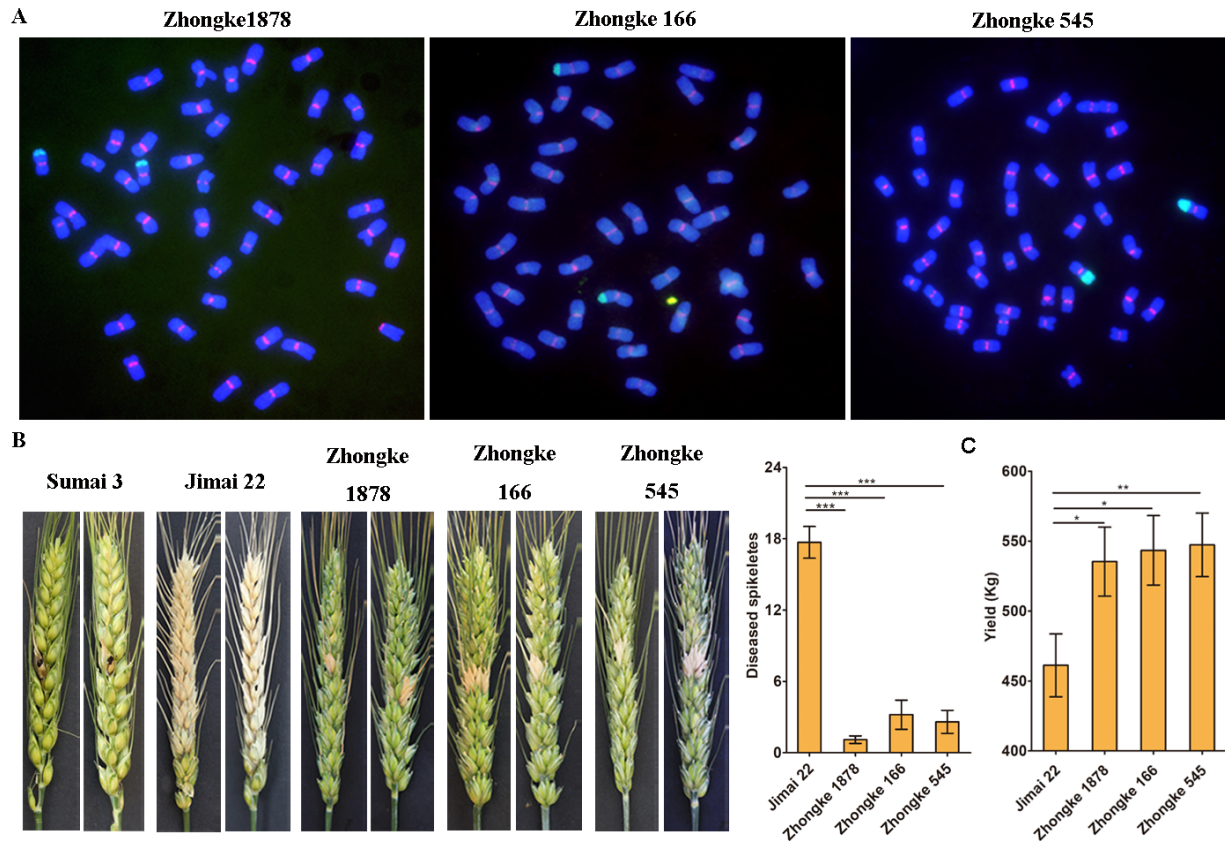 A
Zhongke1878
Zhongke 166
Zhongke 545
B
Sumai 3
Jimai 22
Zhongke
1878
Zhongke
166
Zhongke
545
Diseased spikeletes
24
18
12
6
0
***
***
***
Jimai 22
Zhongke 1878
Zhongke 166
Zhongke 545
C
Yield (Kg)
600
550
500
450
400
**
*
*
Jimai 22
Zhongke 1878
Zhongke 166
Zhongke 545